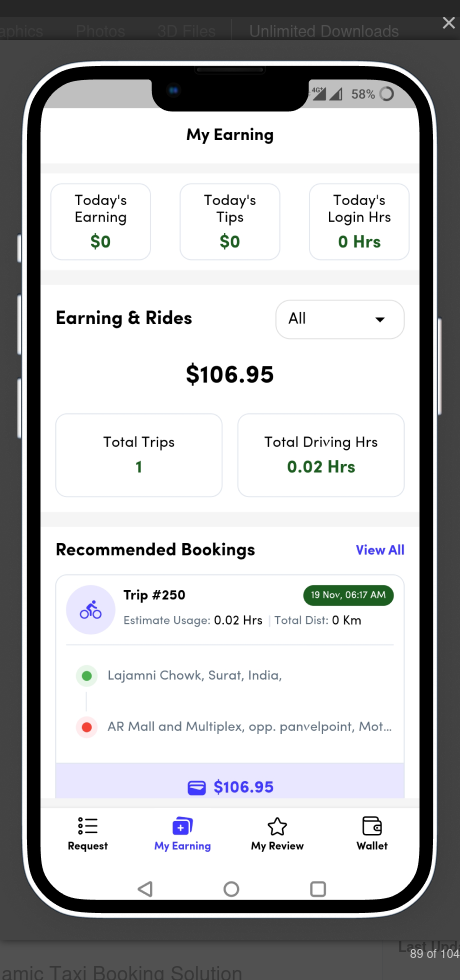 aphics Photos 3D Files Unlimited Downloads
4G+ 58%
My Earning
Today's Today's Today's
Earning Tips Login Hrs
$0 $0 0 Hrs
Earning & Rides All
$106.95
Total Trips Total Driving Hrs
1 0.02 Hrs
Recommended Bookings View All
Trip #250 19 Nov, 06:17 AM
Estimate Usage: 0.02 Hrs | Total Dist: 0 Km
Lajamni Chowk, Surat, India,
AR Mall and Multiplex, opp. panvelpoint, Mot...
$106.95
Request My Earning My Review Wallet
89 of 104
amic Taxi Booking Solution